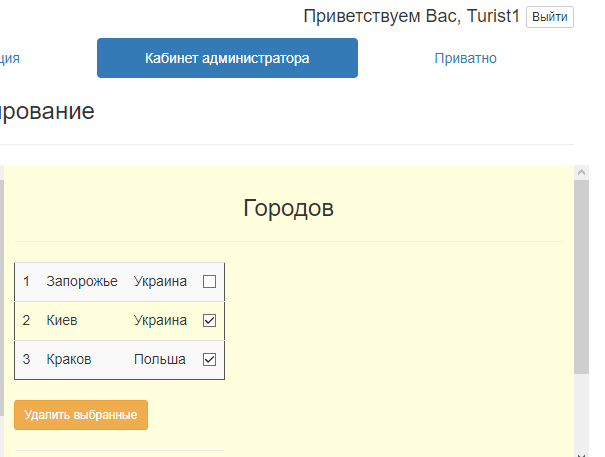 Приветствуем Вас, Turist1 Выйти
ция Кабинет администратора Приватно
рование
Городов
1 Запорожье Украина
2 Киев Украина
3 Краков Польша
Удалить выбранные